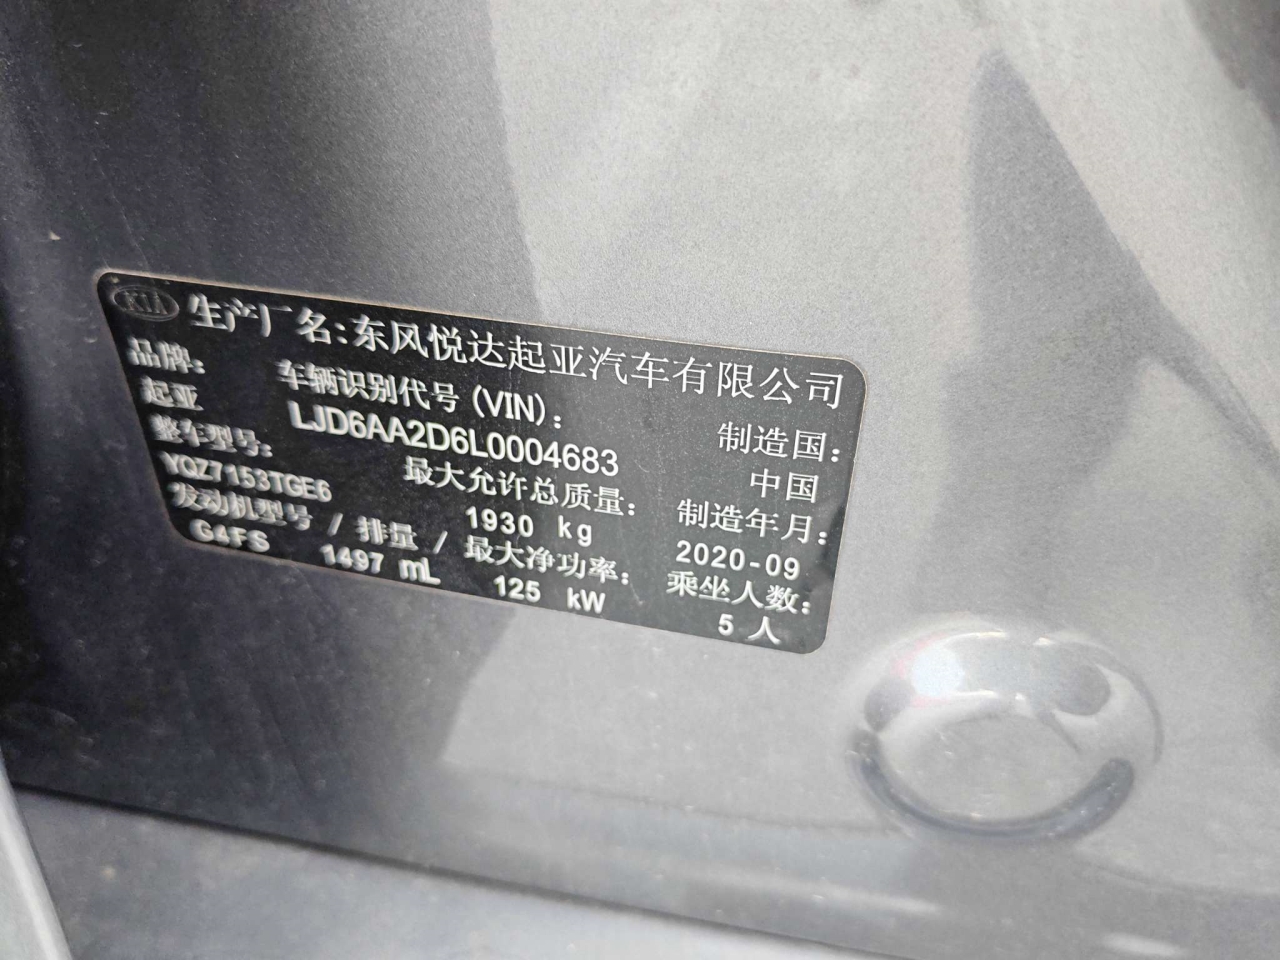 KIA 生产厂名:东风悦达起亚汽车有限公司
品牌: 车辆识别代号(VIN): 制造国:
起亚 LJD6AA2D6L0004683 中国
整车型号: 最大允许总质量: 制造年月:
YQZ7153TGE6 1930 kg 2020-09
发动机型号 / 排量 / 最大净功率: 乘坐人数:
G4FS 1497 mL 125 kW 5 人